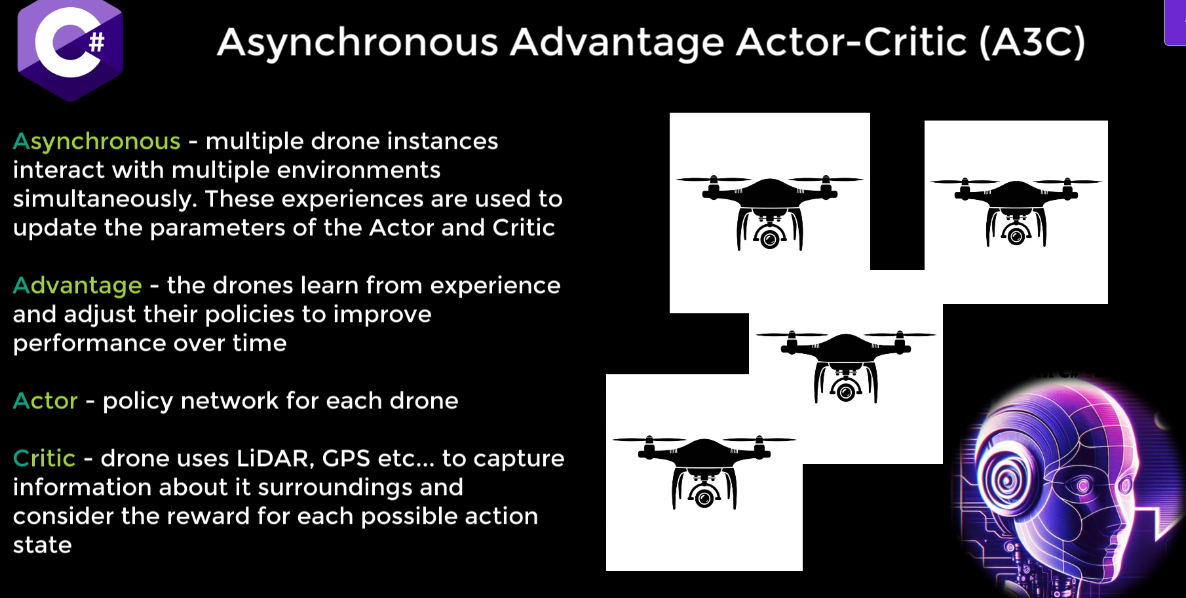 C#
Asynchronous Advantage Actor-Critic (A3C)
Asynchronous - multiple drone instances
interact with multiple environments
simultaneously. These experiences are used to
update the parameters of the Actor and Critic
Advantage - the drones learn from experience
and adjust their policies to improve
performance over time
Actor - policy network for each drone
Critic - drone uses LiDAR, GPS etc... to capture
information about it surroundings and
consider the reward for each possible action
state